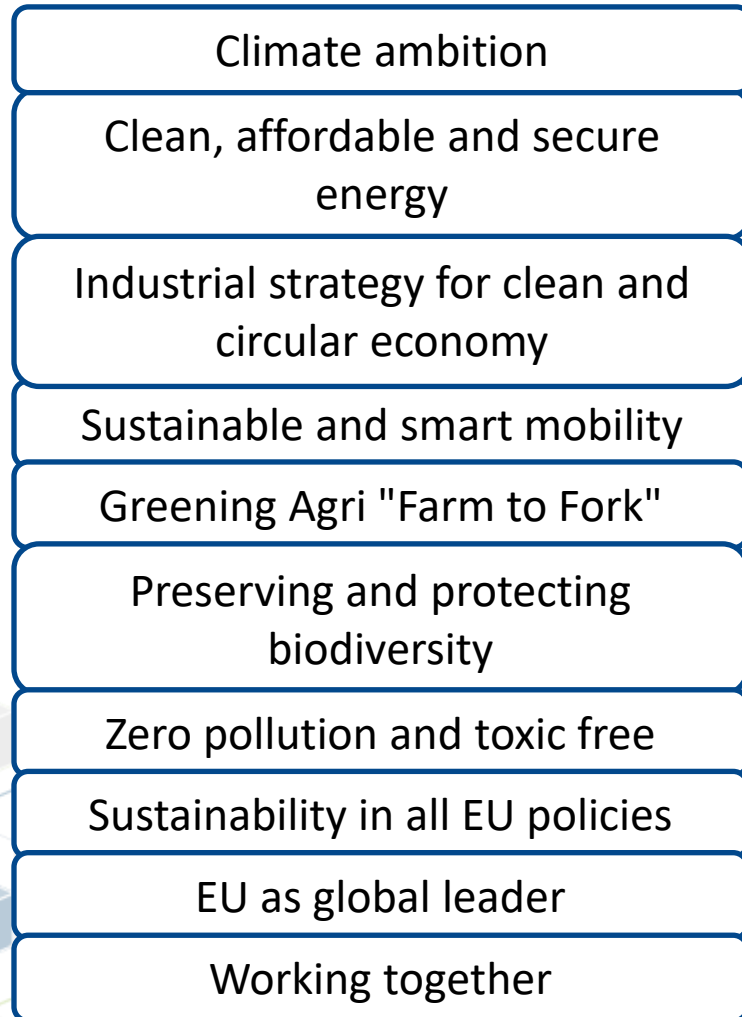 Climate ambition
Clean, affordable and secure
energy
Industrial strategy for clean and
circular economy
Sustainable and smart mobility
Greening Agri "Farm to Fork"
Preserving and protecting
biodiversity
Zero pollution and toxic free
Sustainability in all EU policies
EU as global leader
Working together